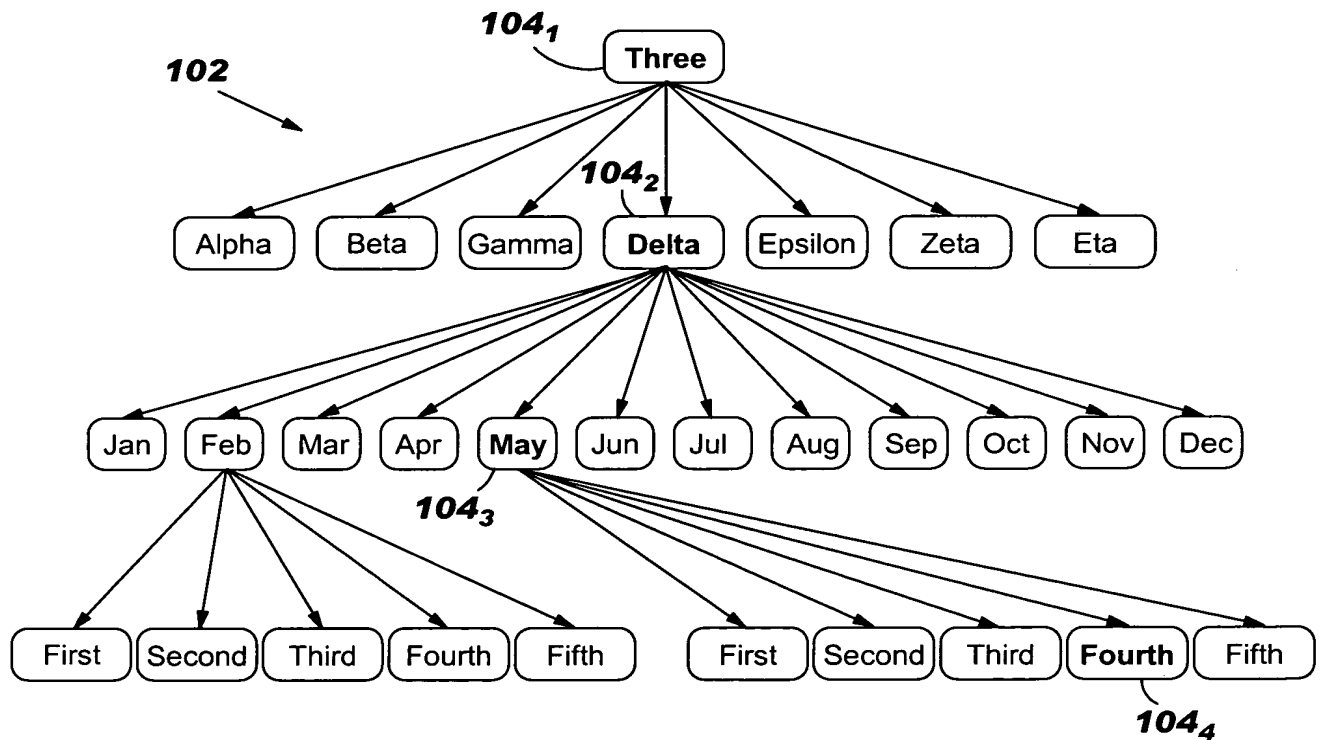 104₁
Three
102
104₂
Alpha Beta Gamma Delta Epsilon Zeta Eta
Jan Feb Mar Apr May Jun Jul Aug Sep Oct Nov Dec
104₃
First Second Third Fourth Fifth First Second Third Fourth Fifth
104₄